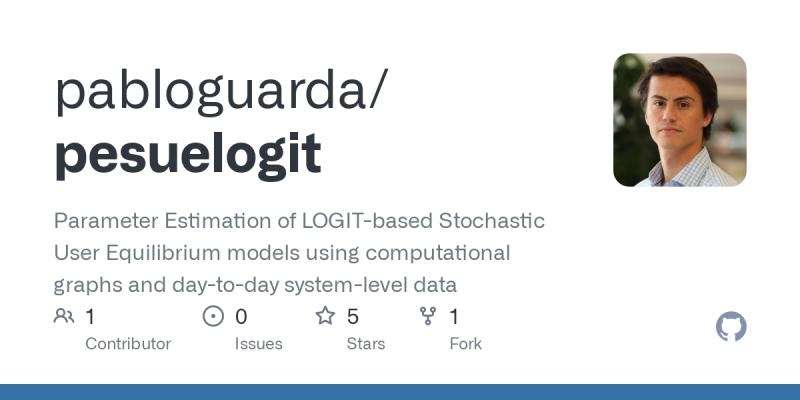 pabloguarda/
pesuelogit
Parameter Estimation of LOGIT-based Stochastic
User Equilibrium models using computational
graphs and day-to-day system-level data
1 0 5 1
Contributor Issues Stars Fork